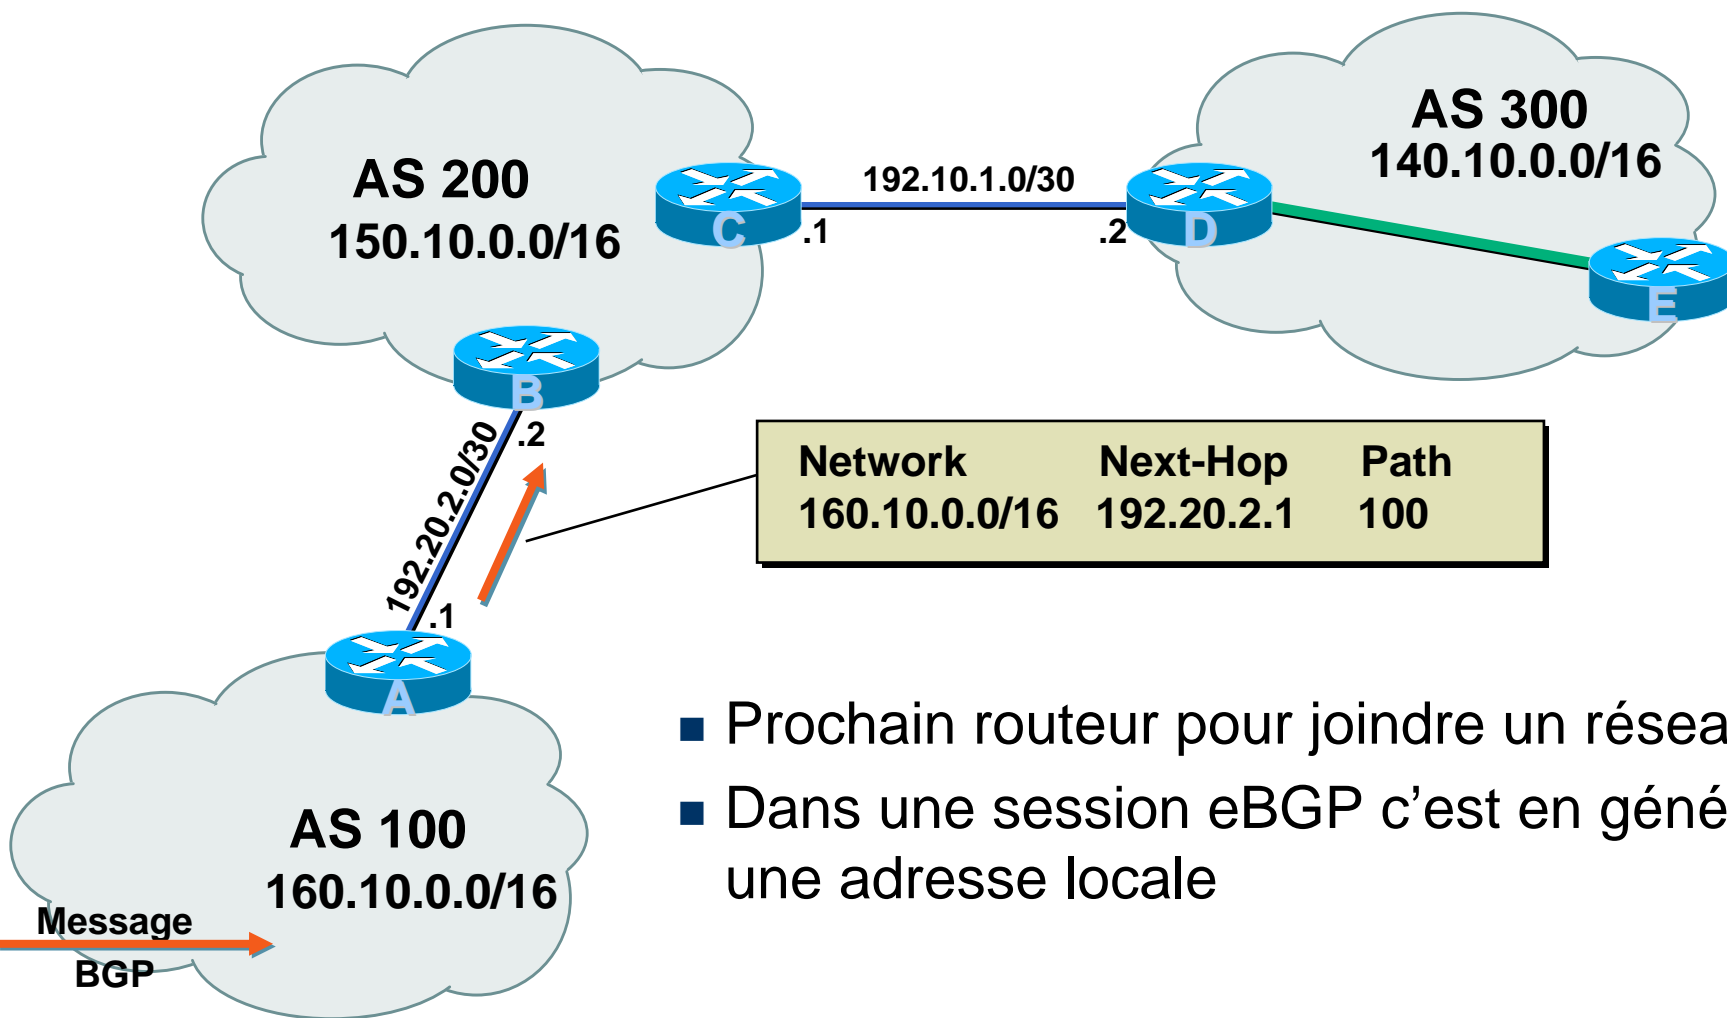 AS 300
140.10.0.0/16
AS 200
150.10.0.0/16
192.10.1.0/30
C
.1
.2
D
E
B
.2
192.20.2.0/30
.1
A
Network Next-Hop Path
160.10.0.0/16 192.20.2.1 100
Prochain routeur pour joindre un résea
Dans une session eBGP c’est en géné
une adresse locale
AS 100
160.10.0.0/16
Message
BGP